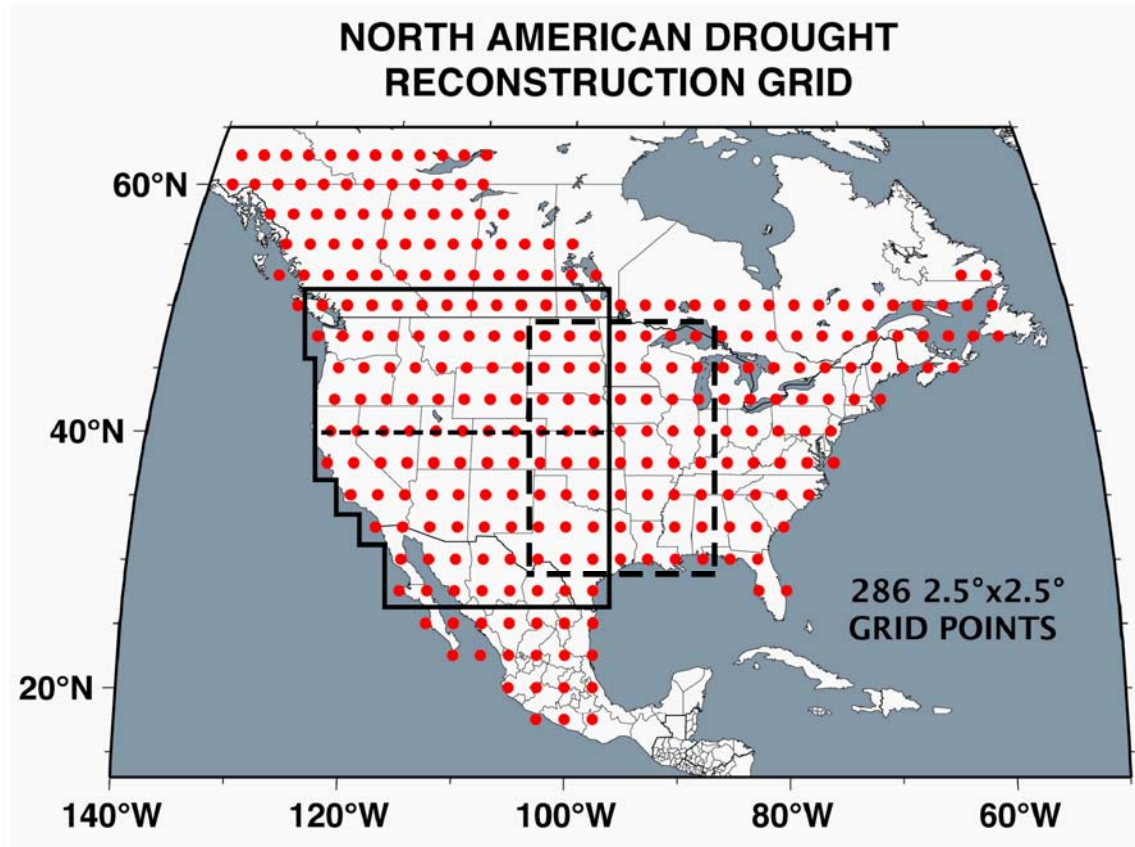 NORTH AMERICAN DROUGHT
RECONSTRUCTION GRID
60°N
40°N
20°N
286 2.5°x2.5°
GRID POINTS
140°W 120°W 100°W 80°W 60°W